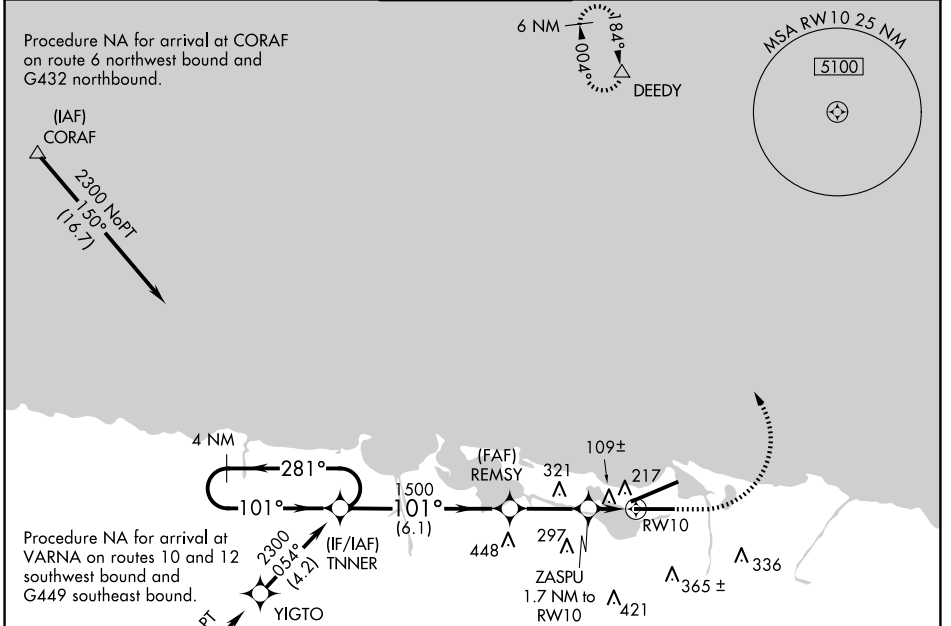 Procedure NA for arrival at CORAF
on route 6 northwest bound and
G432 northbound.
(IAF)
CORAF
2300 NoPT
150°
(16.7)
6 NM
184°
004°
DEEDY
MSA RW10 25 NM
5100
4 NM
281°
101°
1500
101°
(6.1)
(FAF)
REMSY
321
109±
217
RW10
448
297
ZASPU
1.7 NM to
RW10
336
365 ±
421
(IF/IAF)
TNNER
2300
054°
(4.2)
YIGTO
PT
Procedure NA for arrival at
VARNA on routes 10 and 12
southwest bound and
G449 southeast bound.